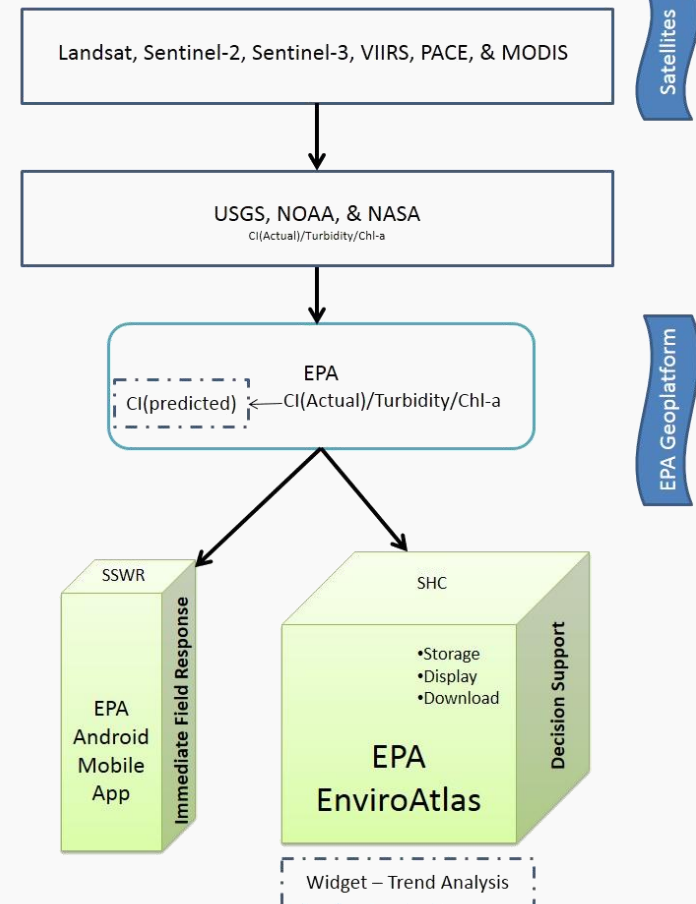 Landsat, Sentinel-2, Sentinel-3, VIIRS, PACE, & MODIS
Satellites
USGS, NOAA, & NASA
CI(Actual)/Turbidity/Chl-a
EPA
CI(predicted)
CI(Actual)/Turbidity/Chl-a
EPA Geoplatform
SSWR
EPA
Android
Mobile
App
Immediate Field Response
SHC
•Storage
•Display
•Download
EPA
EnviroAtlas
Decision Support
Widget – Trend Analysis